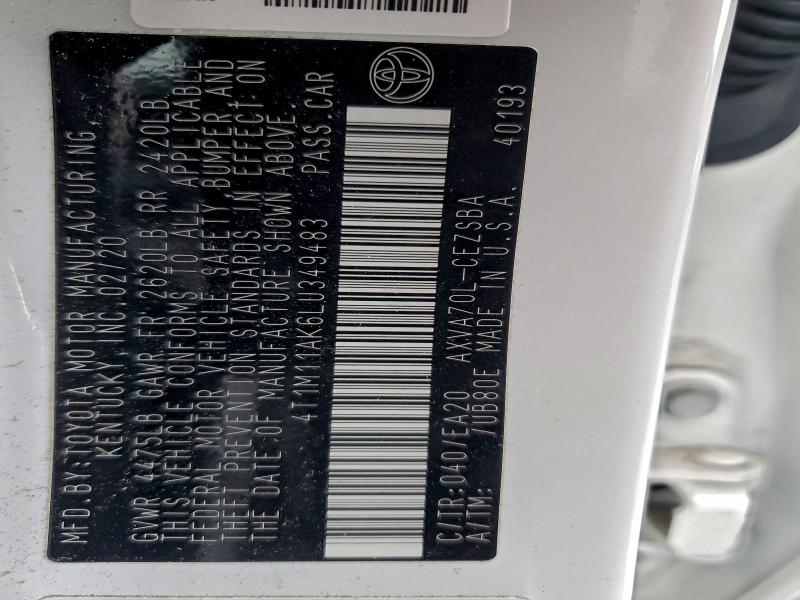 MFD.BY:TOYOTA MOTOR MANUFACTURING
KENTUCKY, INC.02/20
GVWR 4475LB GAWR FR 2620LB RR 2420LB
THIS VEHICLE CONFORMS TO ALL APPLICABLE
FEDERAL MOTOR VEHICLE SAFETY, BUMPER, AND
THEFT PREVENTION STANDARDS IN EFFECT ON
THE DATE OF MANUFACTURE SHOWN ABOVE.
4T1M11AK6LU349483 PASS.CAR
C/TR:040/EA20 AXVA70L-CEZSBA
A/TM: /UB80E MADE IN U.S.A. 40193